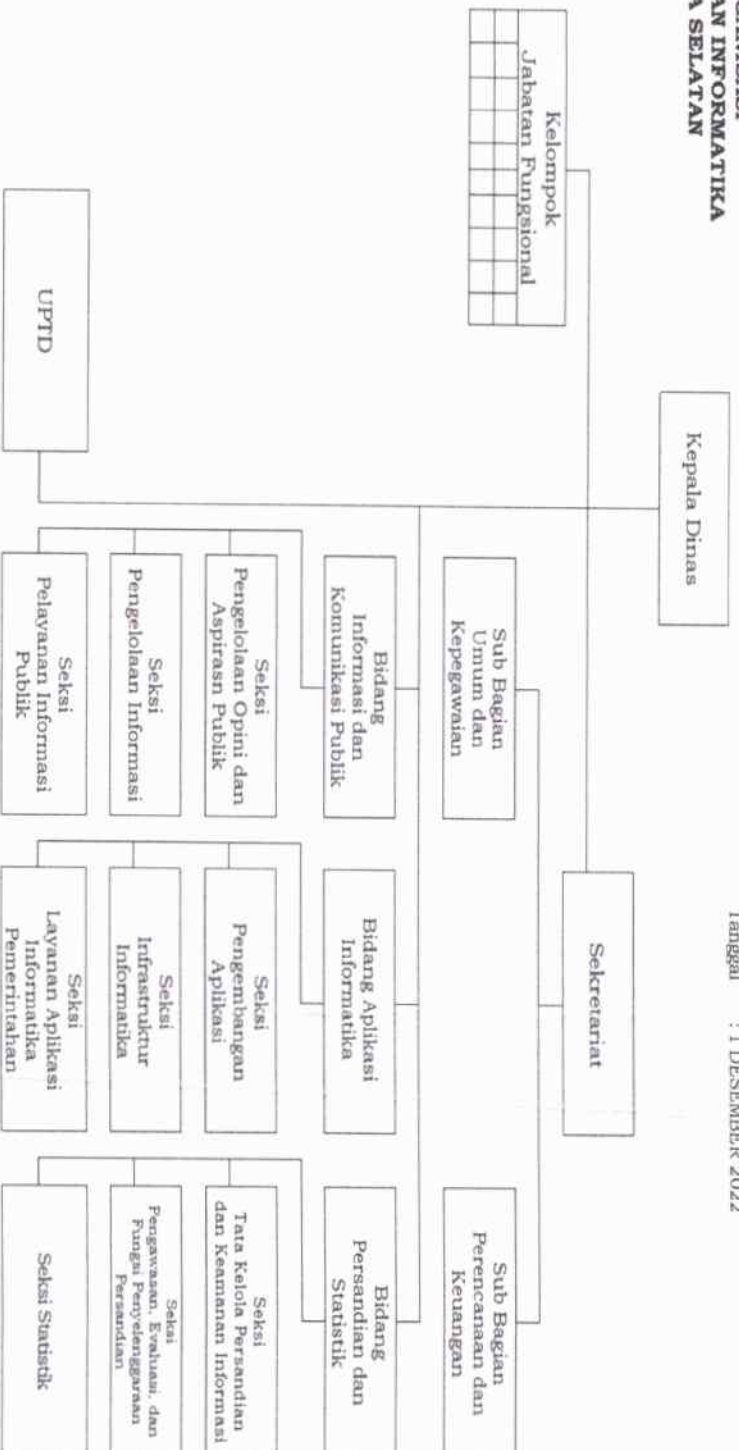 AN INFORMATIKA
A SELATAN
Tanggal : 1 DESEMBER 2022
Kepala Dinas
Kelompok
Jabatan Fungsional
Sekretariat
Sub Bagian
Umum dan
Kepegawaian
Sub Bagian
Perencanaan dan
Keuangan
Bidang
Informasi dan
Komunikasi Publik
Bidang Aplikasi
Informatika
Bidang
Persandian dan
Statistik
Seksi
Pengelolaan Opini dan
Aspirasn Publik
Seksi
Pengembangan
Aplikasi
Seksi
Tata Kelola Persandian
dan Keamanan Informasi
Seksi
Pengelolaan Informasi
Seksi
Infrastruktur
Informatika
Seksi
Pengawasan, Evaluasi, dan
Fungsi Penyelenggaraan
Persandian
UPTD
Seksi
Pelayanan Informasi
Publik
Seksi
Layanan Aplikasi
Informatika
Pemerintahan
Seksi Statistik